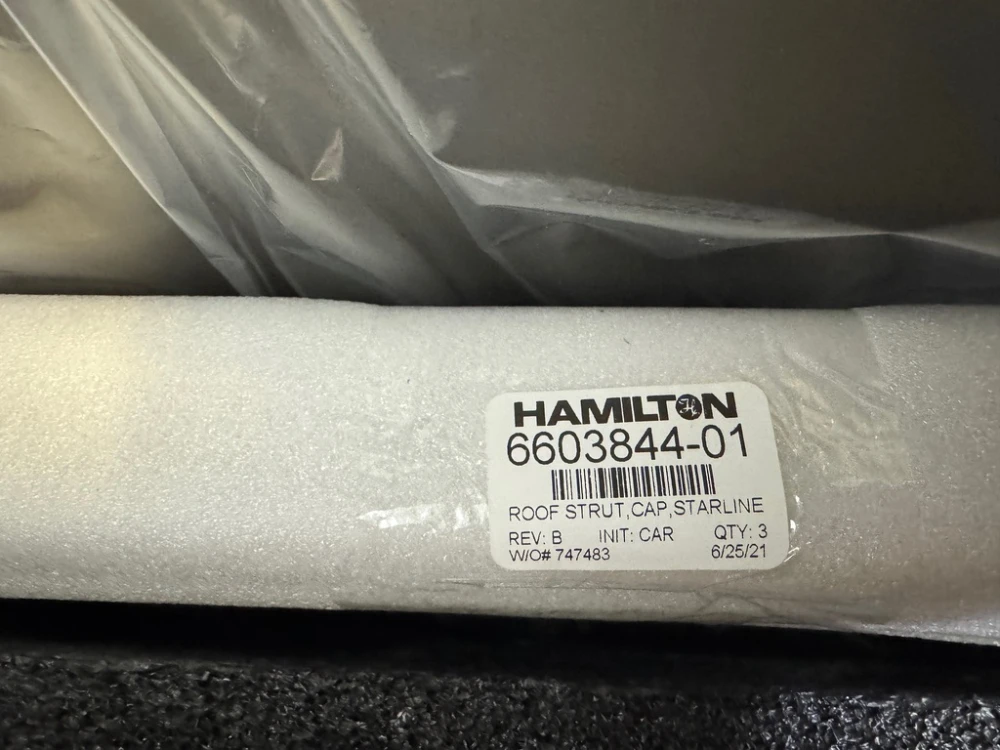 HAMILTON
6603844-01
ROOF STRUT,CAP,STARLINE
REV: B INIT: CAR QTY: 3
W/O# 747483 6/25/21